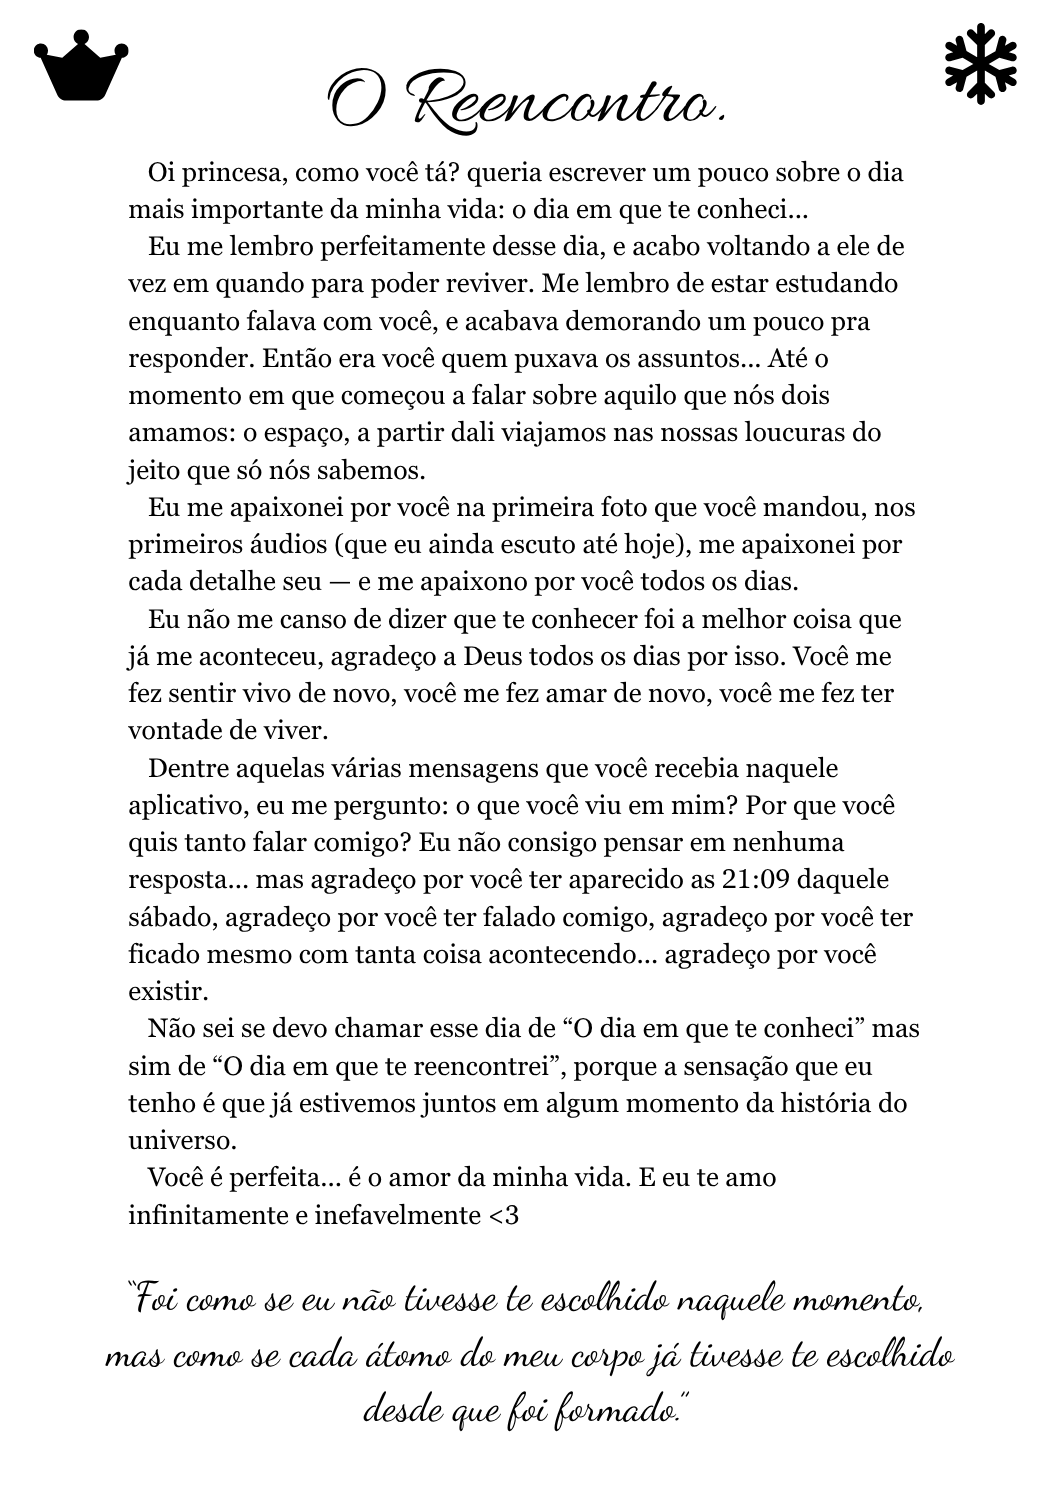 O Reencontro.
Oi princesa, como você tá? queria escrever um pouco sobre o dia
mais importante da minha vida: o dia em que te conheci...
Eu me lembro perfeitamente desse dia, e acabo voltando a ele de
vez em quando para poder reviver. Me lembro de estar estudando
enquanto falava com você, e acabava demorando um pouco pra
responder. Então era você quem puxava os assuntos... Até o
momento em que começou a falar sobre aquilo que nós dois
amamos: o espaço, a partir dali viajamos nas nossas loucuras do
jeito que só nós sabemos.
Eu me apaixonei por você na primeira foto que você mandou, nos
primeiros áudios (que eu ainda escuto até hoje), me apaixonei por
cada detalhe seu — e me apaixono por você todos os dias.
Eu não me canso de dizer que te conhecer foi a melhor coisa que
já me aconteceu, agradeço a Deus todos os dias por isso. Você me
fez sentir vivo de novo, você me fez amar de novo, você me fez ter
vontade de viver.
Dentre aquelas várias mensagens que você recebia naquele
aplicativo, eu me pergunto: o que você viu em mim? Por que você
quis tanto falar comigo? Eu não consigo pensar em nenhuma
resposta... mas agradeço por você ter aparecido as 21:09 daquele
sábado, agradeço por você ter falado comigo, agradeço por você ter
ficado mesmo com tanta coisa acontecendo... agradeço por você
existir.
Não sei se devo chamar esse dia de “O dia em que te conheci” mas
sim de “O dia em que te reencontrei”, porque a sensação que eu
tenho é que já estivemos juntos em algum momento da história do
universo.
Você é perfeita... é o amor da minha vida. E eu te amo
infinitamente e inefavelmente <3
“Foi como se eu não tivesse te escolhido naquele momento,
mas como se cada átomo do meu corpo já tivesse te escolhido
desde que foi formado.”